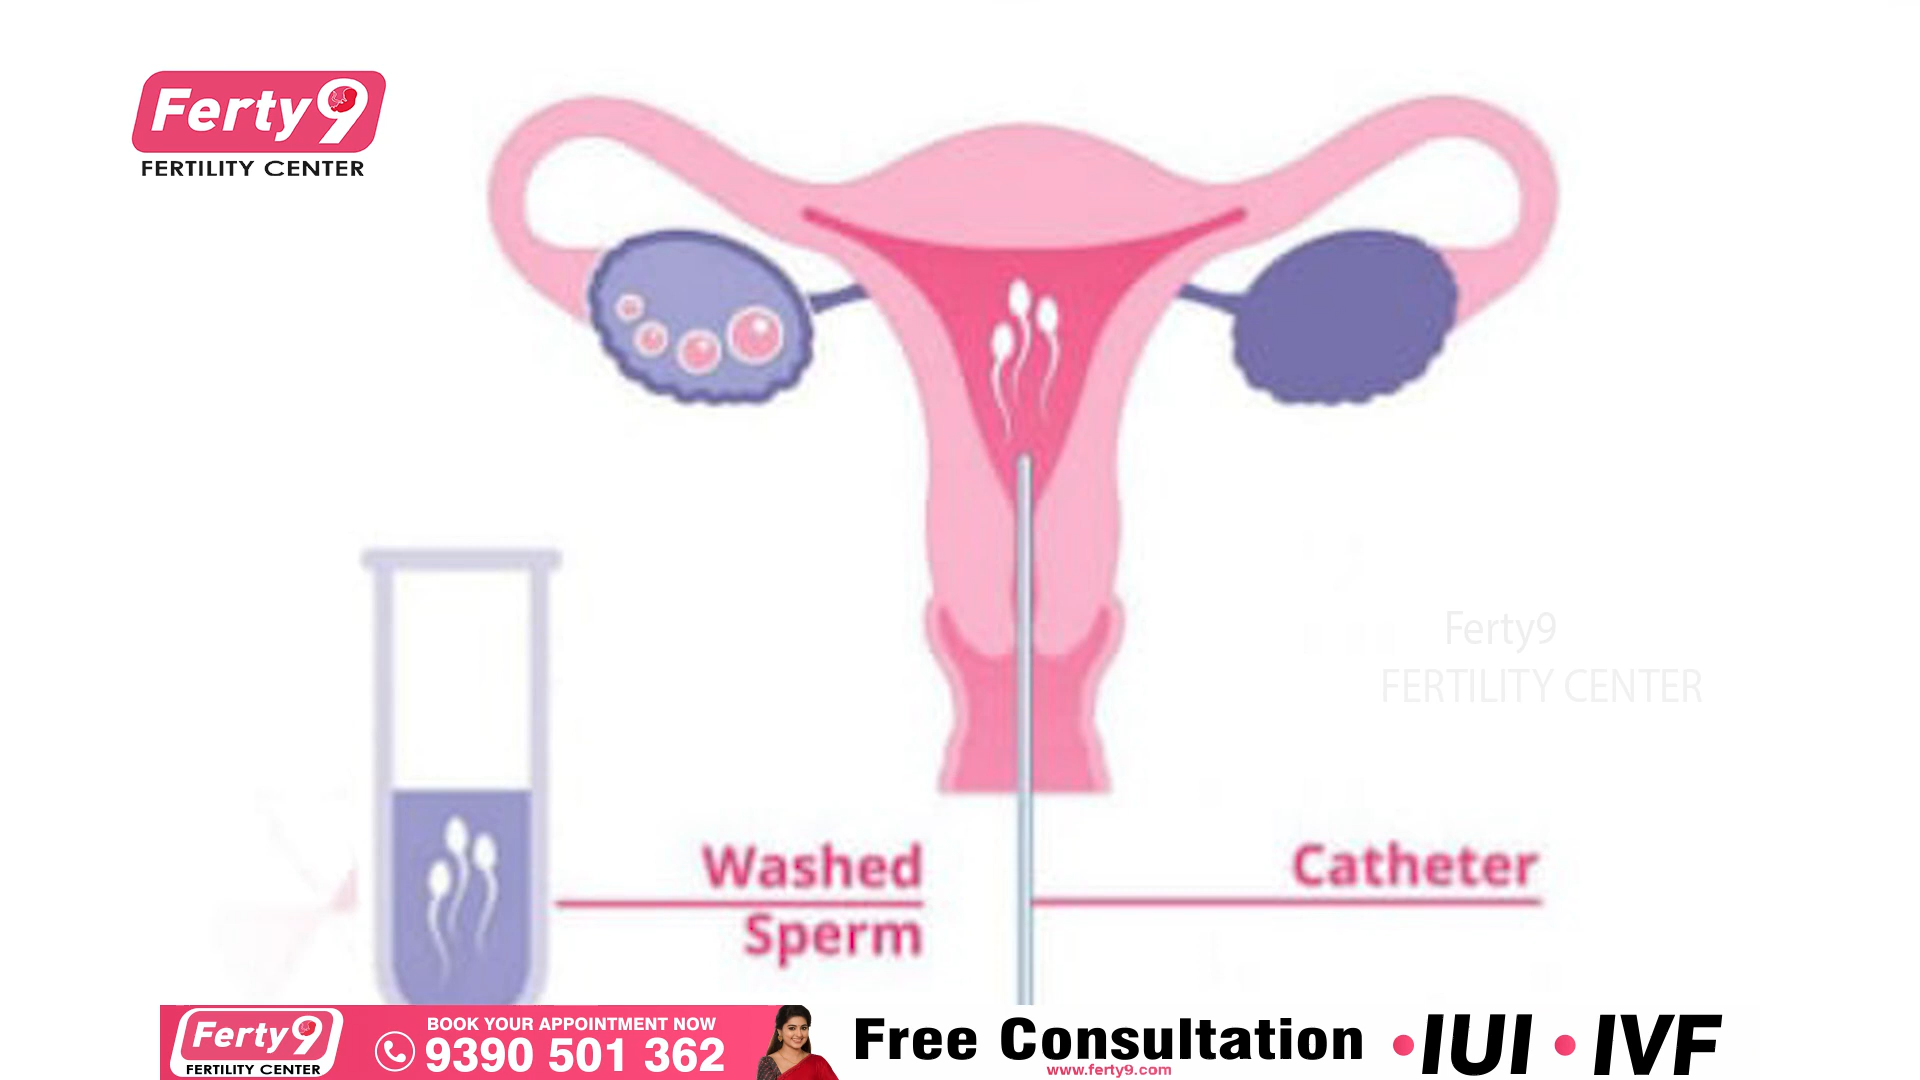 Ferty9
FERTILITY CENTER
Ferty9
FERTILITY CENTER
Washed
Sperm
Catheter
Ferty9
FERTILITY CENTER
BOOK YOUR APPOINTMENT NOW
9390 501 362
Free Consultation
www.ferty9.com
• IUI • IVF